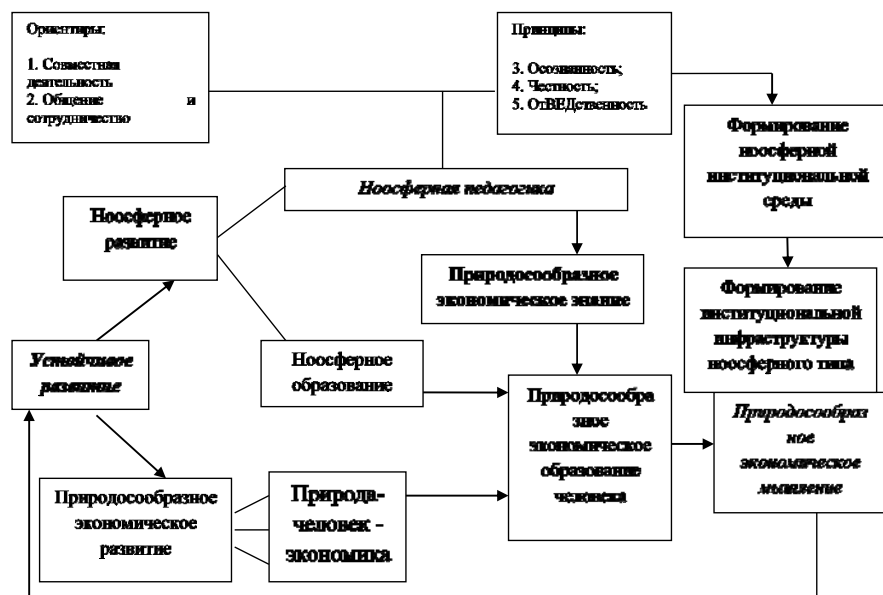 Ориентиры:
1. Совместная
деятельность
2. Общение и
сотрудничество
Принципы:
3. Осознанность;
4. Честность;
5. ОтВЕДственность
Формирование
ноосферной
институциональной
среды
Ноосферная педагогика
Ноосферное
развитие
Природосообразное
экономическое знание
Формирование
институциональной
инфраструктуры
ноосферного типа
Устойчивое
развитие
Ноосферное
образование
Природосообра
зное
экономическое
образование
человека
Природосообраз
ное
экономическое
мышление
Природосообразное
экономическое
развитие
Природа-
человек -
экономика